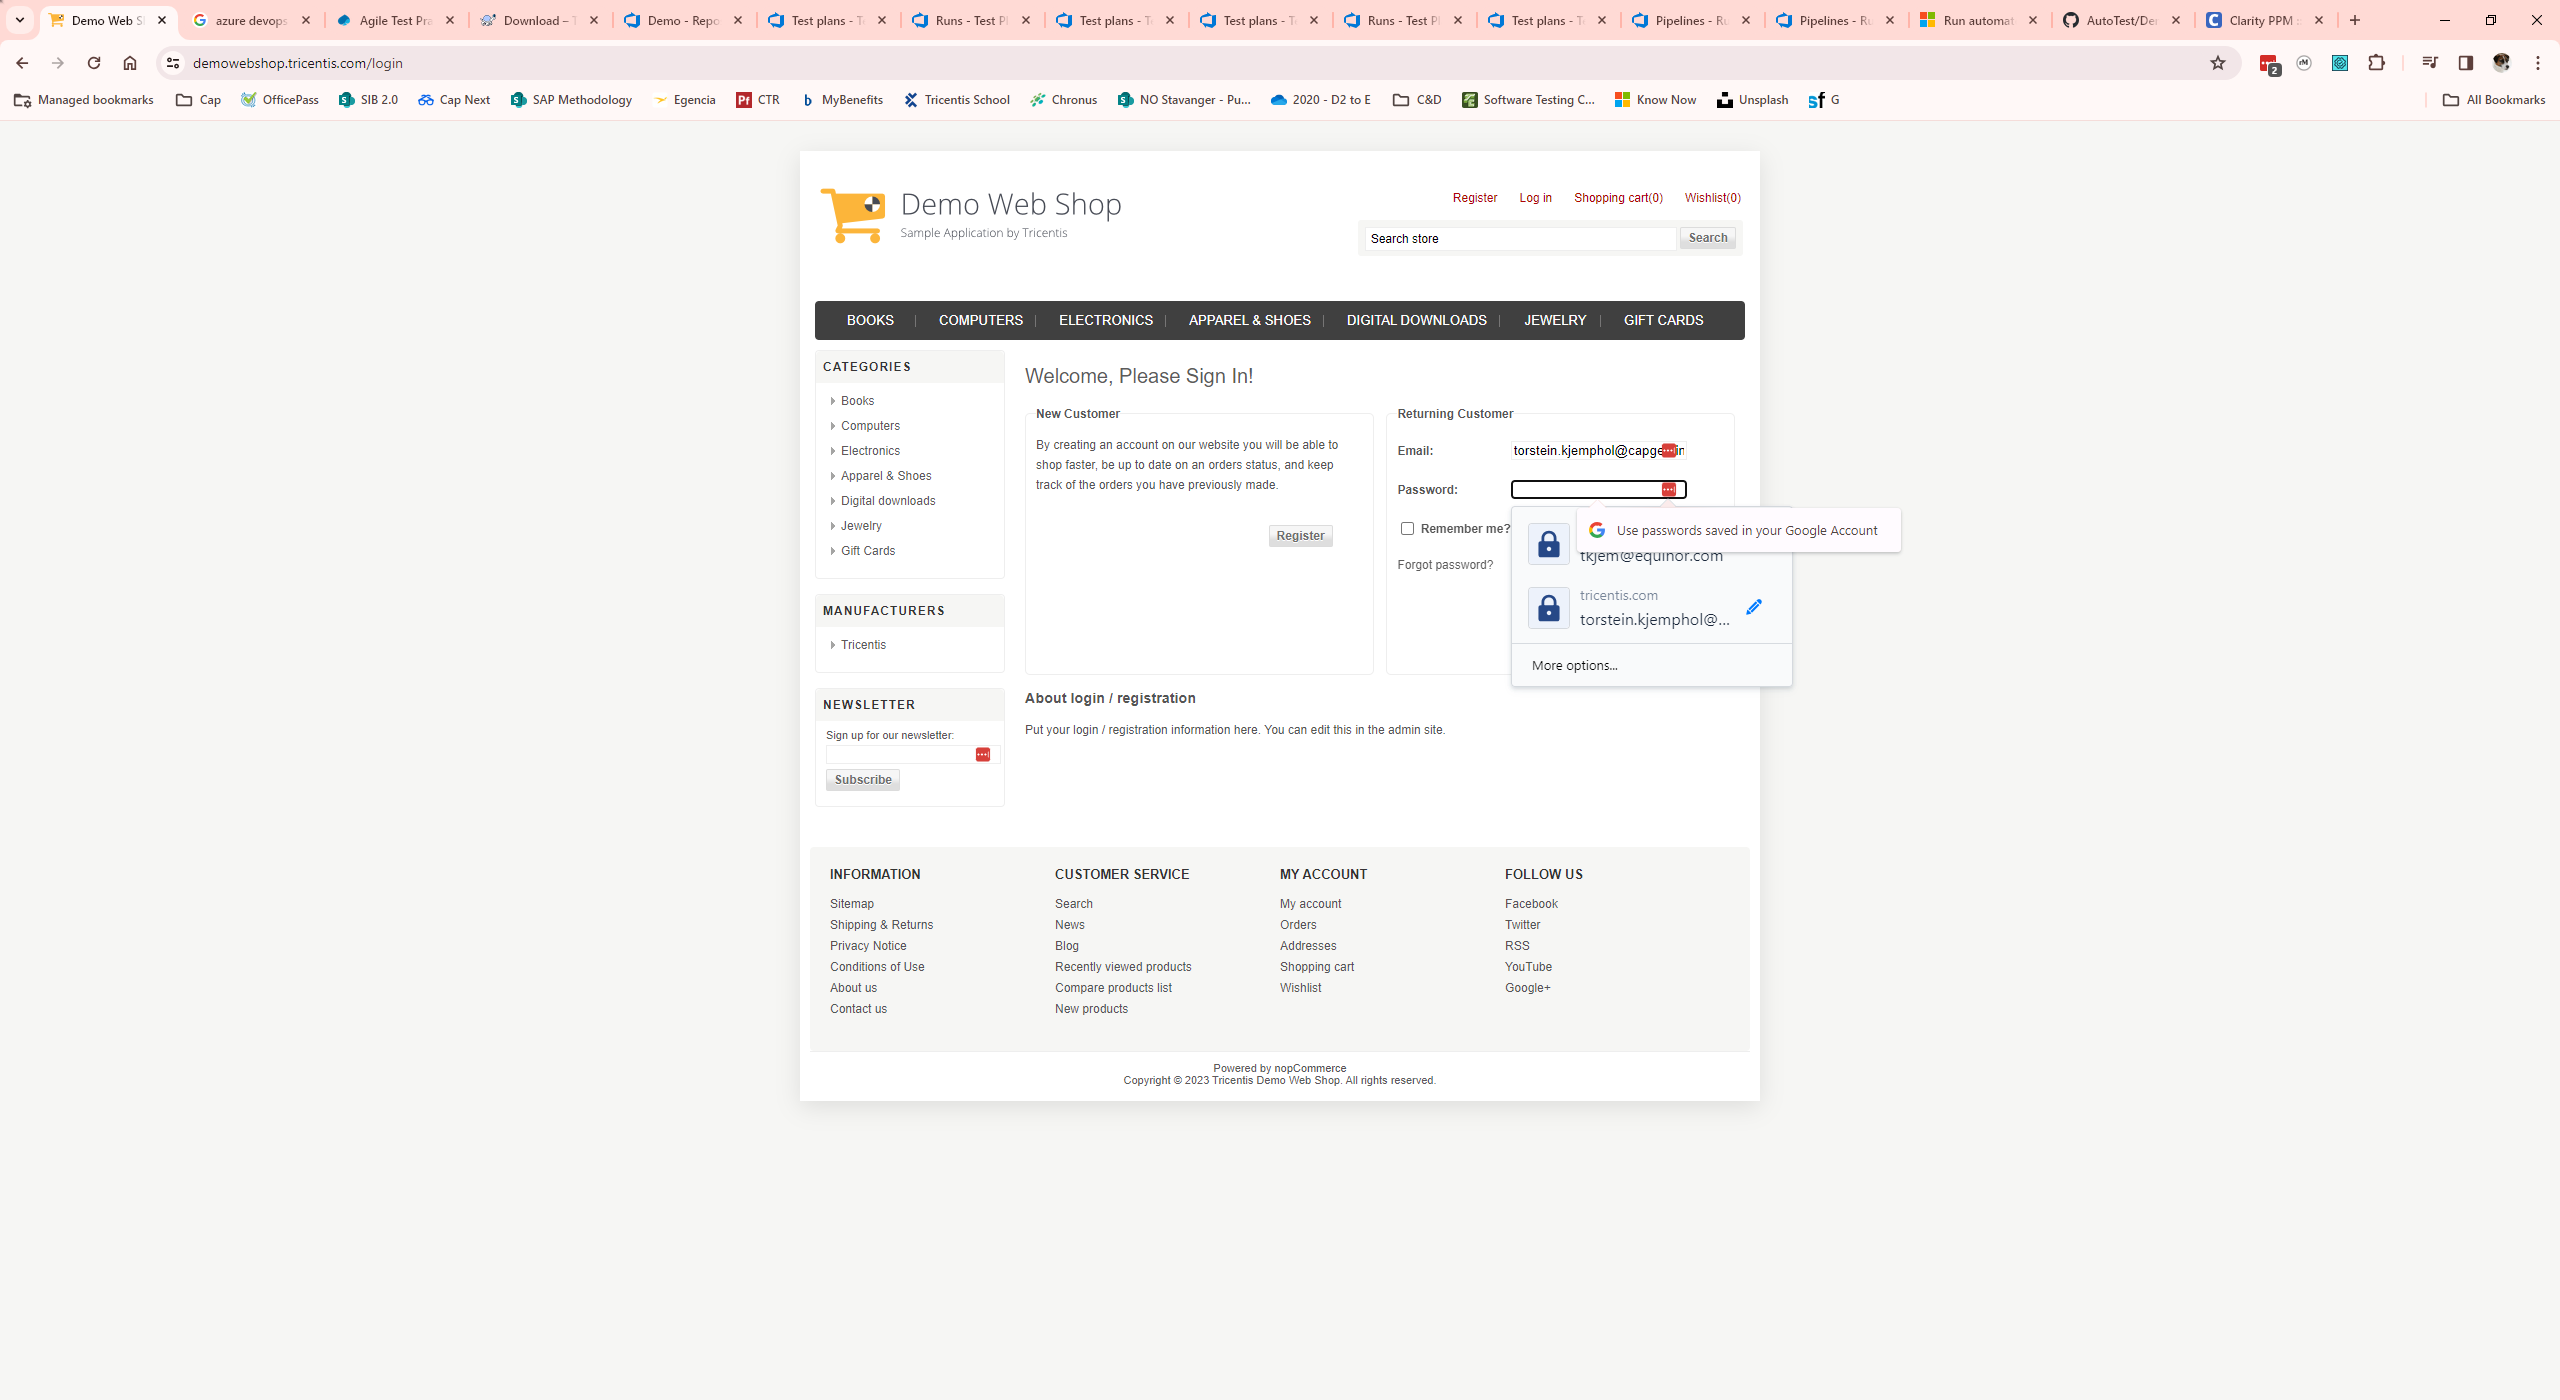 Demo Web S
azure devops
Agile Test Pra
Download – T
Demo - Repo
Test plans - T
Runs - Test P
Test plans - T
Test plans - T
Runs - Test P
Test plans - T
Pipelines - Ru
Pipelines - Ru
Run automat
AutoTest/De
Clarity PPM :
demowebshop.tricentis.com/login
2
Managed bookmarks
Cap
OfficePass
SIB 2.0
Cap Next
SAP Methodology
Egencia
CTR
MyBenefits
Tricentis School
Chronus
NO Stavanger - Pu...
2020 - D2 to E
C&D
Software Testing C...
Know Now
Unsplash
G
All Bookmarks
Demo Web Shop
Sample Application by Tricentis
Register Log in Shopping cart(0) Wishlist(0)
Search store Search
BOOKS COMPUTERS ELECTRONICS APPAREL & SHOES DIGITAL DOWNLOADS JEWELRY GIFT CARDS
CATEGORIES
Books
Computers
Electronics
Apparel & Shoes
Digital downloads
Jewelry
Gift Cards
MANUFACTURERS
Tricentis
NEWSLETTER
Sign up for our newsletter:
Subscribe
Welcome, Please Sign In!
New Customer
By creating an account on our website you will be able to
shop faster, be up to date on an orders status, and keep
track of the orders you have previously made.
Register
Returning Customer
Email: torstein.kjemphol@capge
Password:
Remember me?
Forgot password?
Use passwords saved in your Google Account
tkjem@equinor.com
tricentis.com
torstein.kjemphol@...
More options...
About login / registration
Put your login / registration information here. You can edit this in the admin site.
INFORMATION
Sitemap
Shipping & Returns
Privacy Notice
Conditions of Use
About us
Contact us
CUSTOMER SERVICE
Search
News
Blog
Recently viewed products
Compare products list
New products
MY ACCOUNT
My account
Orders
Addresses
Shopping cart
Wishlist
FOLLOW US
Facebook
Twitter
RSS
YouTube
Google+
Powered by nopCommerce
Copyright © 2023 Tricentis Demo Web Shop. All rights reserved.